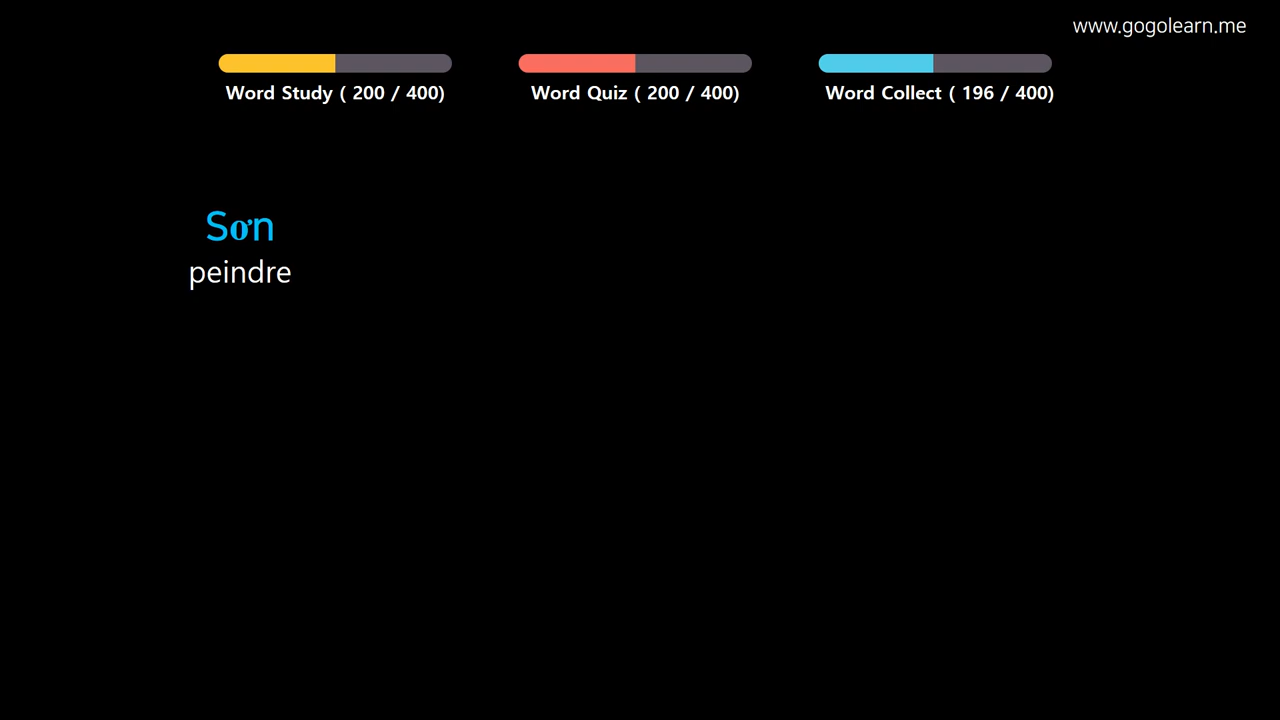 www.gogolearn.me
Word Study ( 200 / 400)
Word Quiz ( 200 / 400)
Word Collect ( 196 / 400)
Sơn
peindre